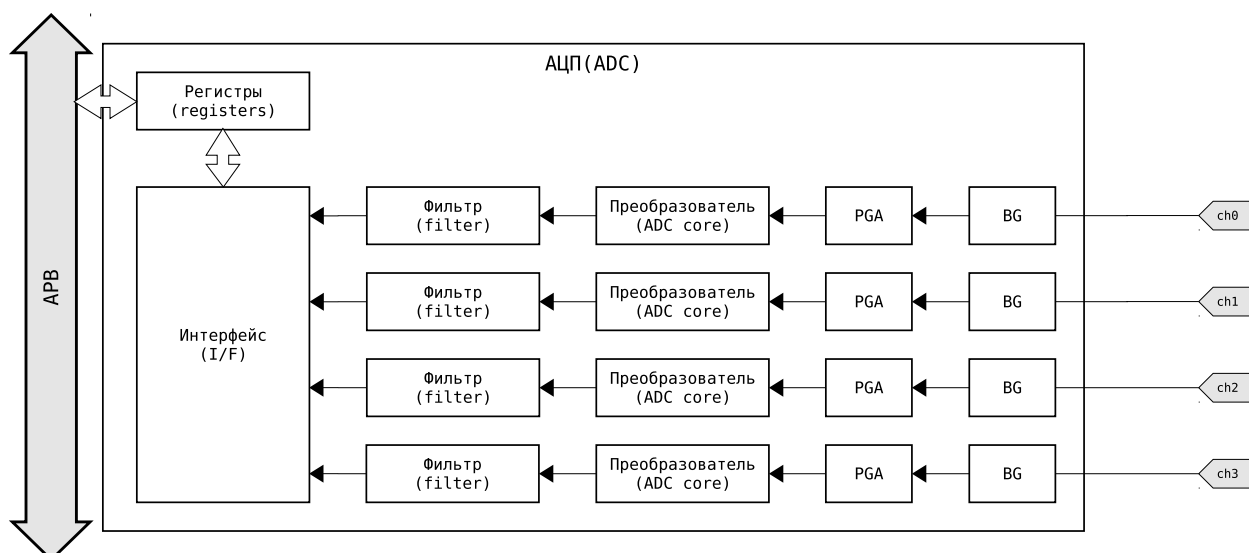 АЦП(ADC)
Регистры
(registers)
APB
Интерфейс
(I/F)
Фильтр
(filter)
Преобразователь
(ADC core)
PGA
BG
ch0
Фильтр
(filter)
Преобразователь
(ADC core)
PGA
BG
ch1
Фильтр
(filter)
Преобразователь
(ADC core)
PGA
BG
ch2
Фильтр
(filter)
Преобразователь
(ADC core)
PGA
BG
ch3